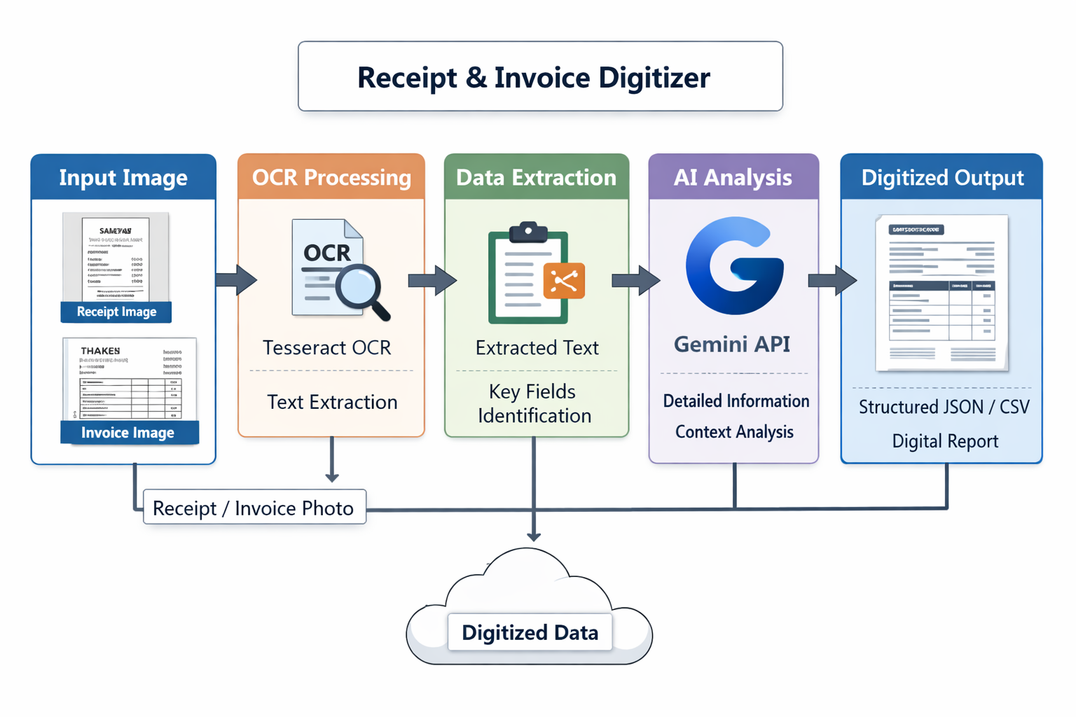 Receipt & Invoice Digitizer
Input Image
Receipt Image
THAKEN
Invoice Image
OCR Processing
OCR
Tesseract OCR
Text Extraction
Data Extraction
Extracted Text
Key Fields
Identification
AI Analysis
Gemini API
Detailed Information
Context Analysis
Digitized Output
Structured JSON / CSV
Digital Report
Receipt / Invoice Photo
Digitized Data